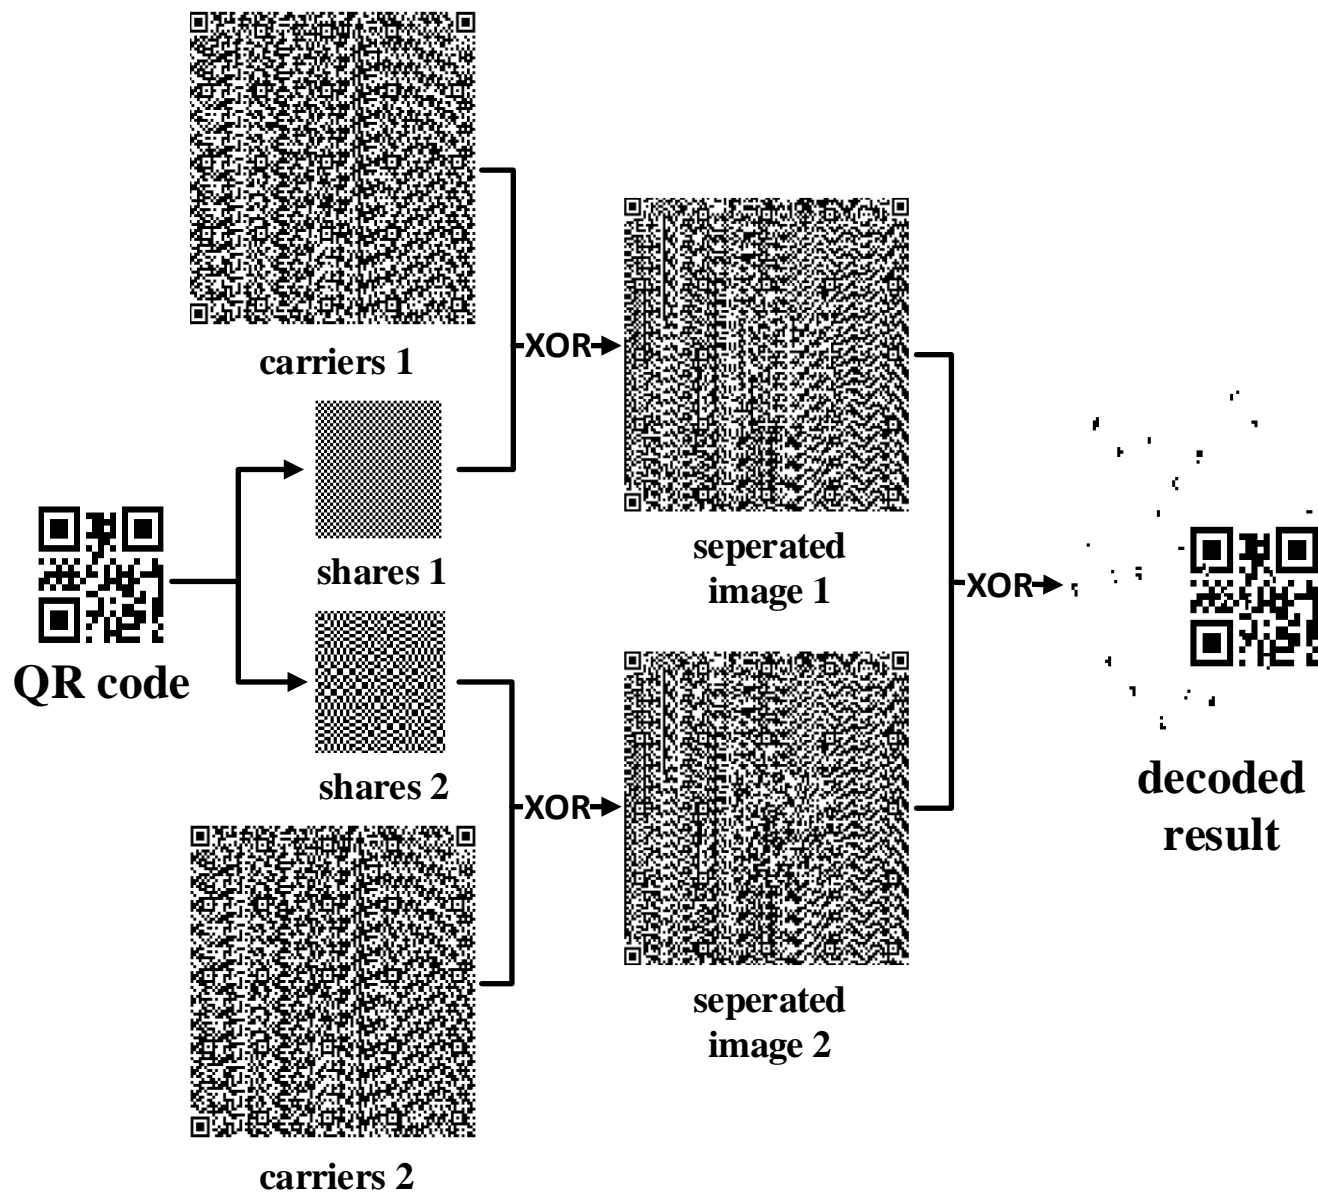 carriers 1
XOR
shares 1
QR code
shares 2
XOR
carriers 2
seperated
image 1
XOR
seperated
image 2
decoded
result